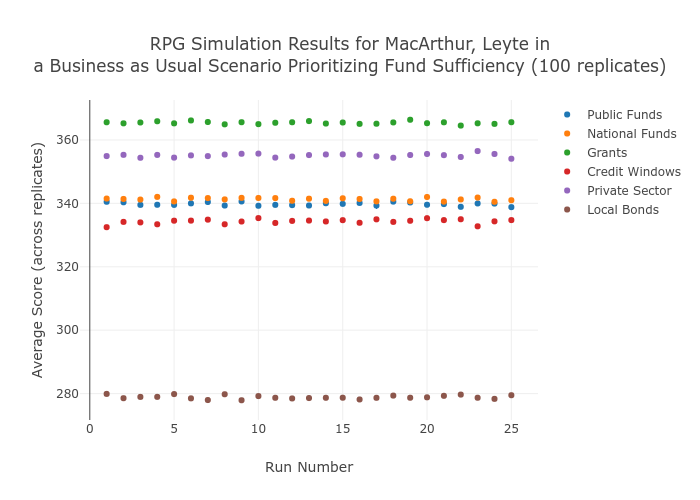 RPG Simulation Results for MacArthur, Leyte in
a Business as Usual Scenario Prioritizing Fund Sufficiency (100 replicates)
Public Funds
National Funds
Grants
Credit Windows
Private Sector
Local Bonds
Average Score (across replicates)
360
340
320
300
280
0
5
10
15
20
25
Run Number